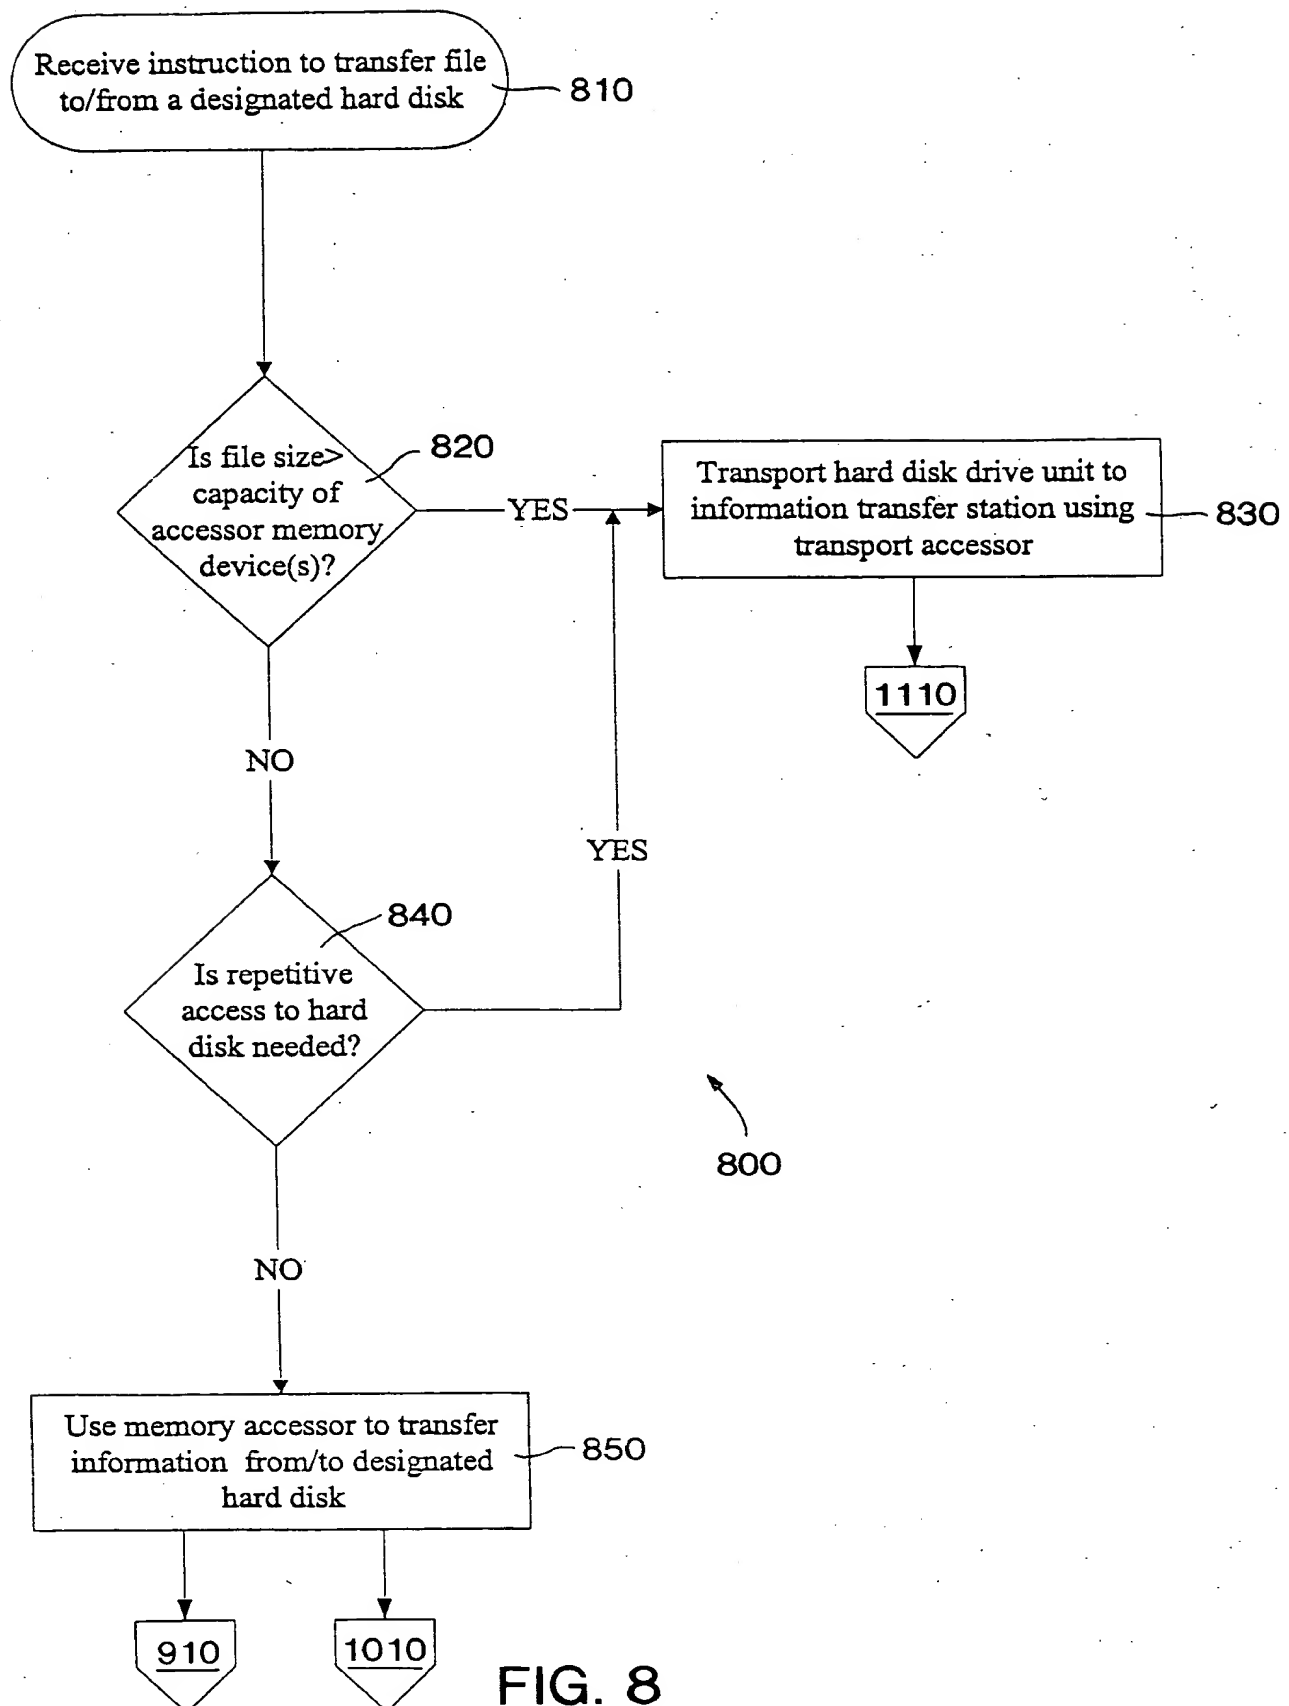 Receive instruction to transfer file
to/from a designated hard disk
810
Is file size>
capacity of
accessor memory
device(s)?
820
YES
Transport hard disk drive unit to
information transfer station using
transport accessor
830
1110
NO
YES
840
Is repetitive
access to hard
disk needed?
800
NO
Use memory accessor to transfer
information from/to designated
hard disk
850
910
1010
FIG. 8